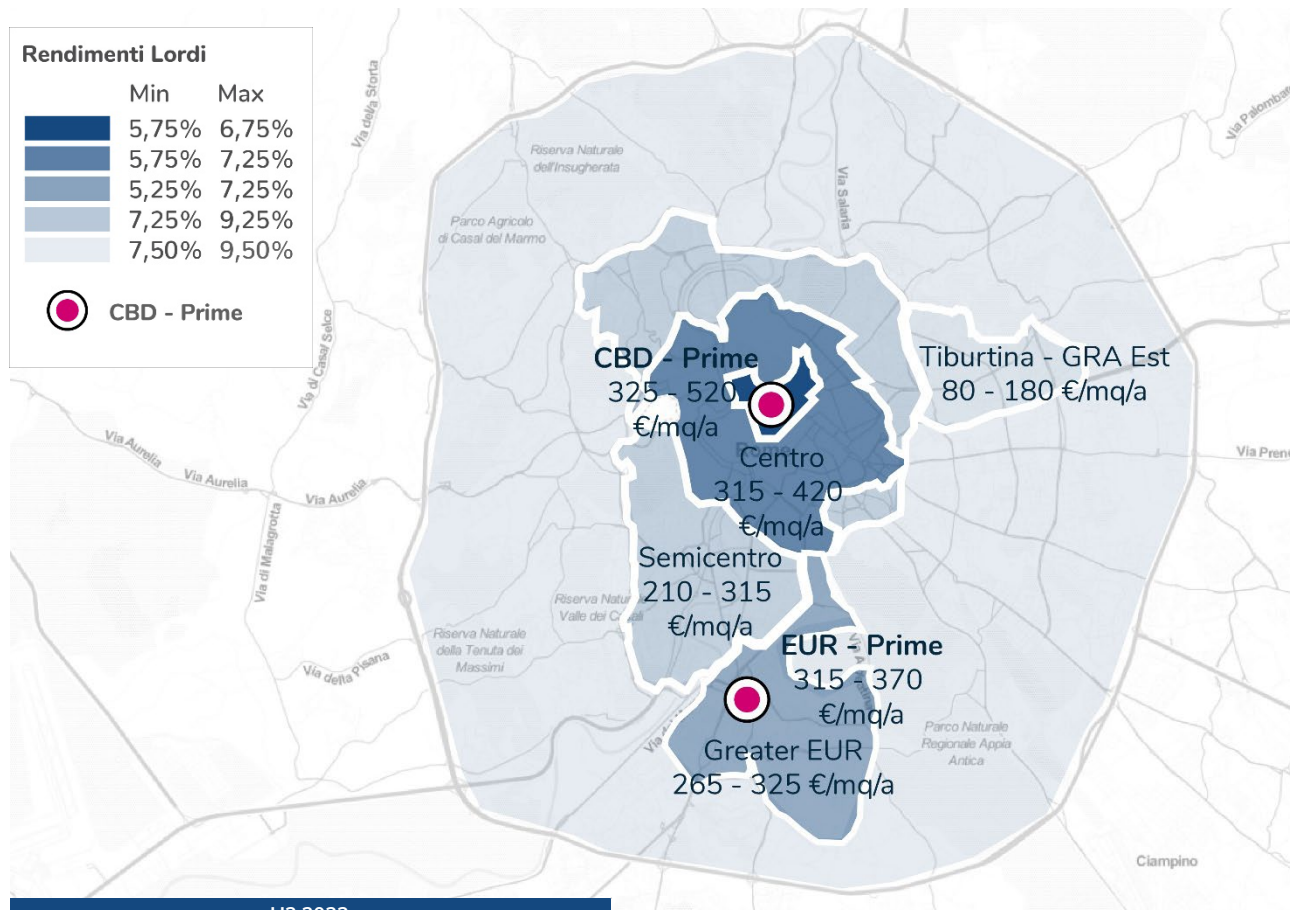 Rendimenti Lordi
Min Max
5,75% 6,75%
5,75% 7,25%
5,25% 7,25%
7,25% 9,25%
7,50% 9,50%
CBD - Prime
Via della Storta
Riserva Naturale
dell'Insugherata
Via Salaria
Via Palombar
Parco Agricolo
di Casal del Marmo
Via di Casal Selce
CBD - Prime
325 - 520
€/mq/a
Tiburtina - GRA Est
80 - 180 €/mq/a
Via Aurelia
Via Aurelia
Via Aurelia
Via Pren
Centro
315 - 420
€/mq/a
Via di Malagrotta
Semicentro
210 - 315
€/mq/a
Riserva Natur
Valle dei C
Riserva Naturale
della Tenuta dei
Massimi
Via della Pisana
EUR - Prime
315 - 370
€/mq/a
Parco Naturale
Regionale Appia
Antica
Greater EUR
265 - 325 €/mq/a
Ciampino